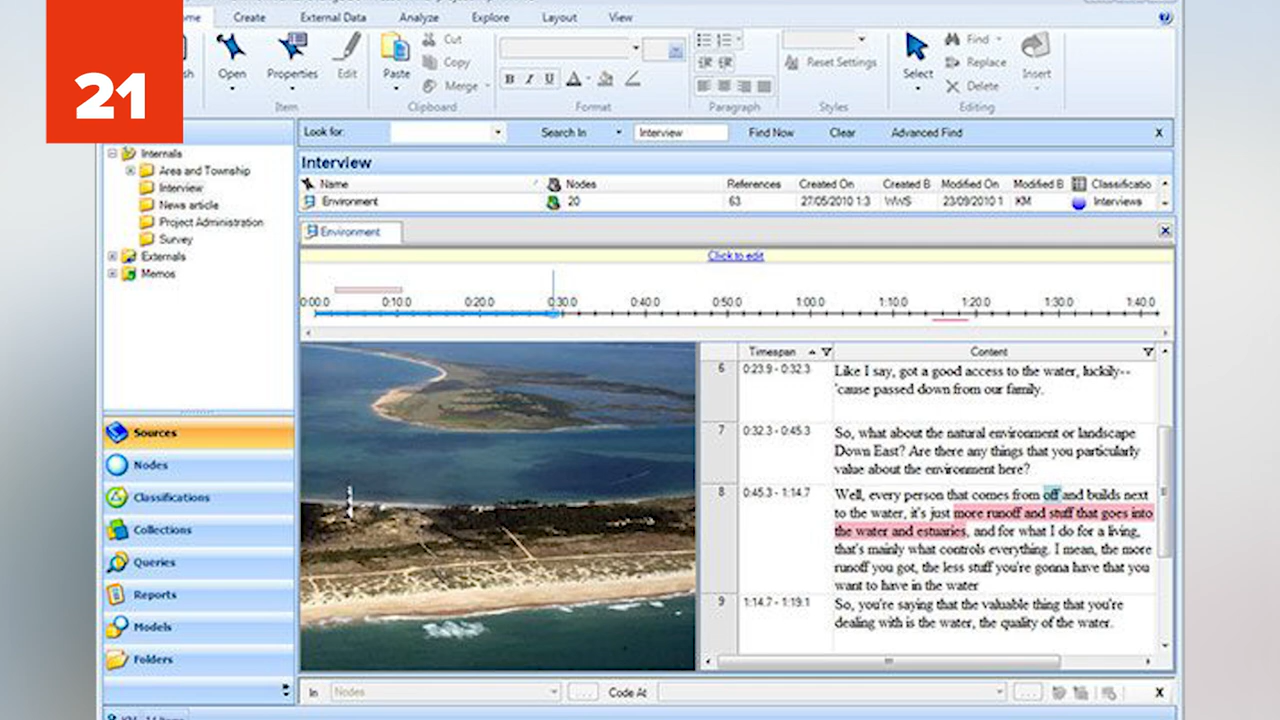 21
Create External Data Analyze Explore Layout View
Open Properties Edit Paste Cut Copy Merge
B I U A
Reset Settings Select Find Replace Delete Insert
Item Clipboard Format Paragraph Styles Editing
Look for: Search In Interview Find Now Clear Advanced Find X
Internals
Area and Township
Interview
News article
Project Administration
Survey
Externals
Memos
Sources
Nodes
Classifications
Collections
Queries
Reports
Models
Folders
Interview
Name Nodes References Created On Created B Modified On Modified B Classificatio
Environment 20 63 27/05/2010 1:3 WWS 23/09/2010 1 KM Interviews
Environment
Click to edit
0:00.0 0:10.0 0:20.0 0:30.0 0:40.0 0:50.0 1:00.0 1:10.0 1:20.0 1:30.0 1:40.0
Timespan Content
6 0:23.9 - 0:32.3 Like I say, got a good access to the water, luckily--
'cause passed down from our family.
7 0:32.3 - 0:45.3 So, what about the natural environment or landscape
Down East? Are there any things that you particularly
value about the environment here?
8 0:45.3 - 1:14.7 Well, every person that comes from off and builds next
to the water, it's just more runoff and stuff that goes into
the water and estuaries, and for what I do for a living,
that's mainly what controls everything. I mean, the more
runoff you got, the less stuff you're gonna have that you
want to have in the water
9 1:14.7 - 1:19.1 So, you're saying that the valuable thing that you're
dealing with is the water, the quality of the water.
In Nodes ... Code At ... X